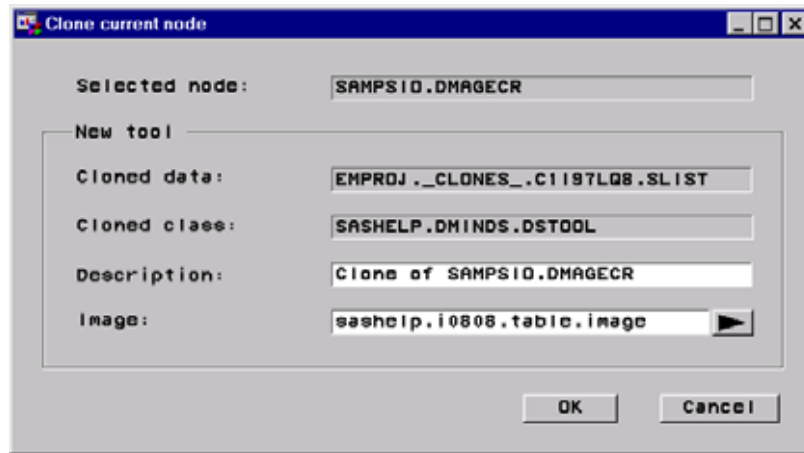 Clone current node
Selected node: SAMPSIO.DMAGECR
New tool
Cloned data: EMPROJ._CLONES_.C1I97LQ8.SLIST
Cloned class: SASHELP.DMINDS.DSTOOL
Description: Clone of SAMPSIO.DMAGECR
Image: sashelp.i0808.table.image
OK Cancel